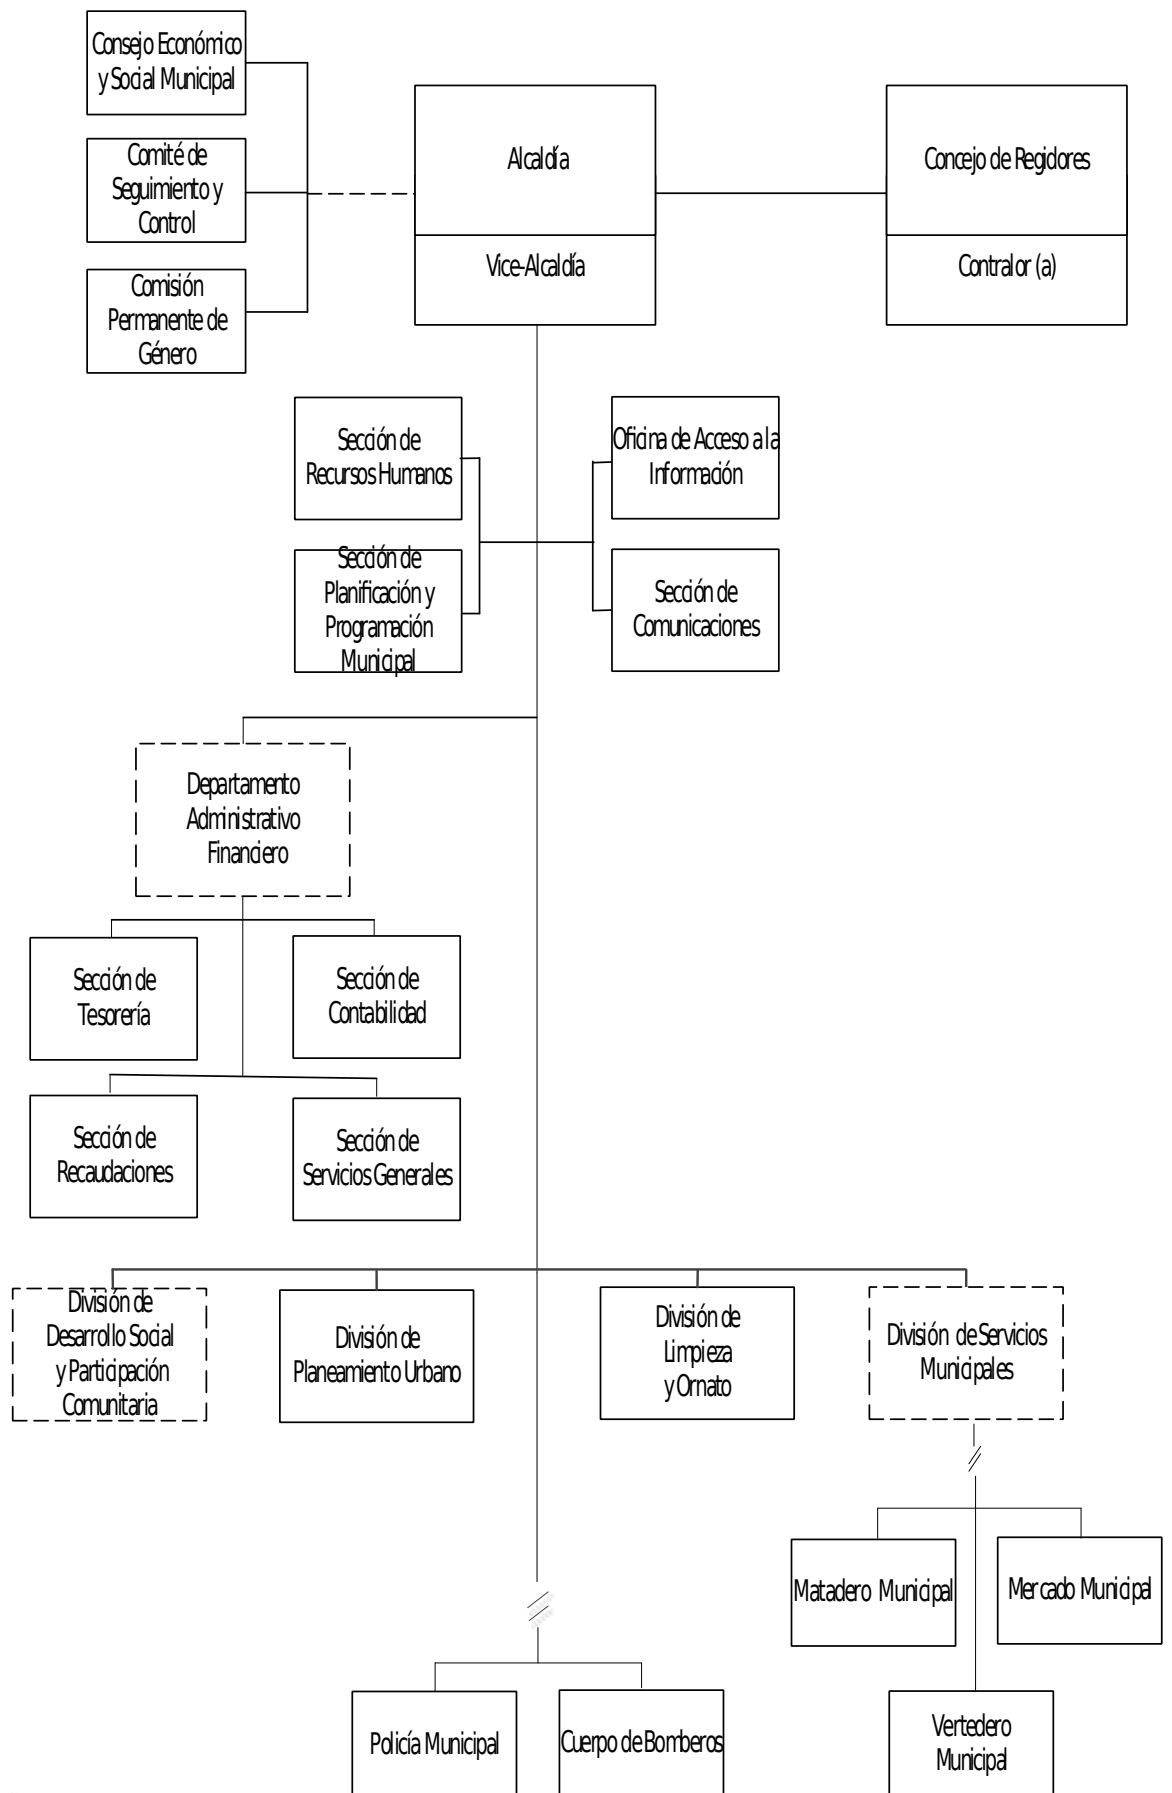 Consejo Económico
y Social Municipal
Comité de
Seguimiento y
Control
Comisión
Permanente de
Género
Alcaldía
Vice-Alcaldía
Concejo de Regidores
Contralor (a)
Sección de
Recursos Humanos
Oficina de Acceso a la
Información
Sección de
Planificación y
Programación
Municipal
Sección de
Comunicaciones
Departamento
Administrativo
Financiero
Sección de
Tesorería
Sección de
Contabilidad
Sección de
Recaudaciones
Sección de
Servicios Generales
División de
Desarrollo Social
y Participación
Comunitaria
División de
Planeamiento Urbano
División de
Limpieza
y Ornato
División de Servicios
Municipales
Matadero Municipal
Mercado Municipal
Policía Municipal
Cuerpo de Bomberos
Vertedero
Municipal